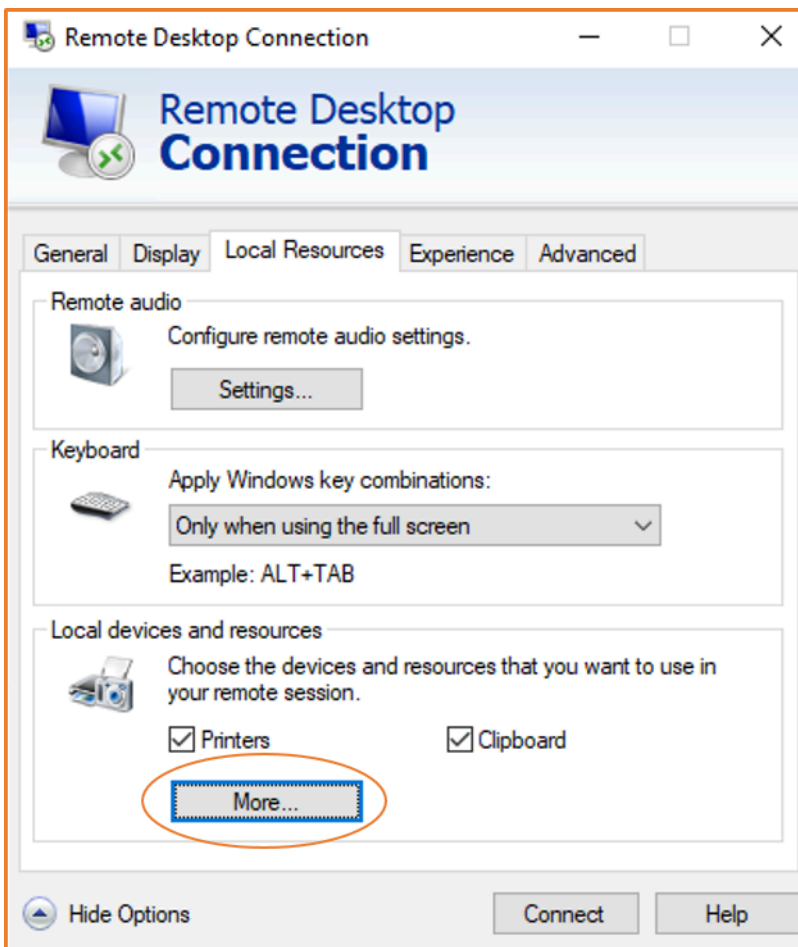 Remote Desktop Connection
Remote Desktop
Connection
General Display Local Resources Experience Advanced
Remote audio
Configure remote audio settings.
Settings...
Keyboard
Apply Windows key combinations:
Only when using the full screen
Example: ALT+TAB
Local devices and resources
Choose the devices and resources that you want to use in
your remote session.
Printers Clipboard
More...
Hide Options Connect Help